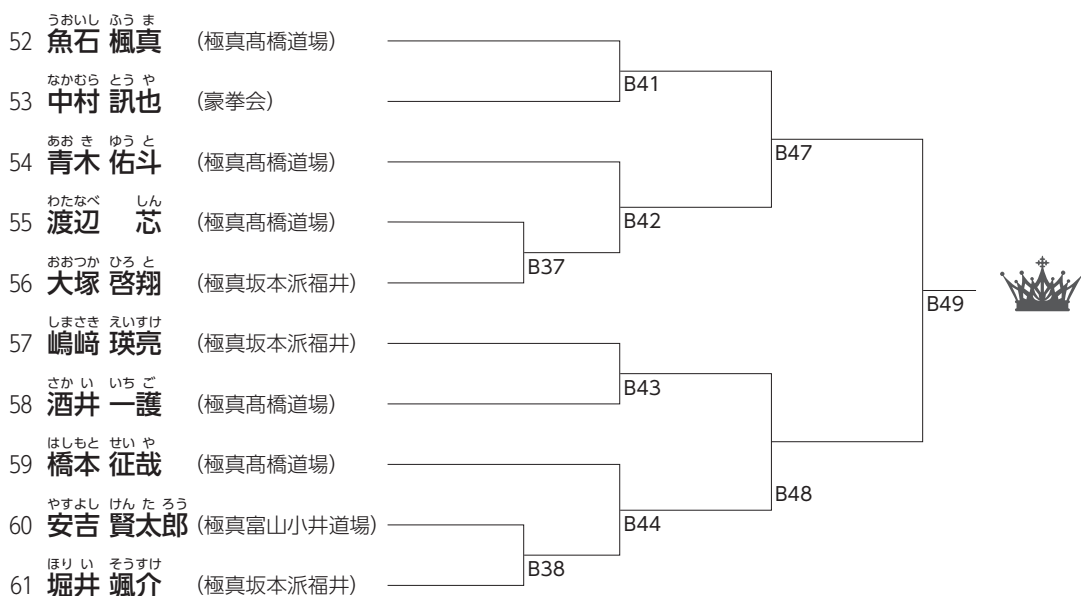 うおいし ふう ま
52 魚石 楓真 (極真髙橋道場)
B41
なかむら とう や
53 中村 訊也 (豪拳会)
B47
あお き ゆう と
54 青木 佑斗 (極真髙橋道場)
B42
わたなべ しん
55 渡辺 芯 (極真髙橋道場)
B37
おおつか ひろ と
56 大塚 啓翔 (極真坂本派福井)
B49
しまさき えいすけ
57 嶋﨑 瑛亮 (極真坂本派福井)
B43
さか い いち ご
58 酒井 一護 (極真髙橋道場)
はしもと せい や
59 橋本 征哉 (極真髙橋道場)
B48
やすよし けん た ろう
60 安吉 賢太郎 (極真富山小井道場)
B44
B38
ほり い そうすけ
61 堀井 颯介 (極真坂本派福井)